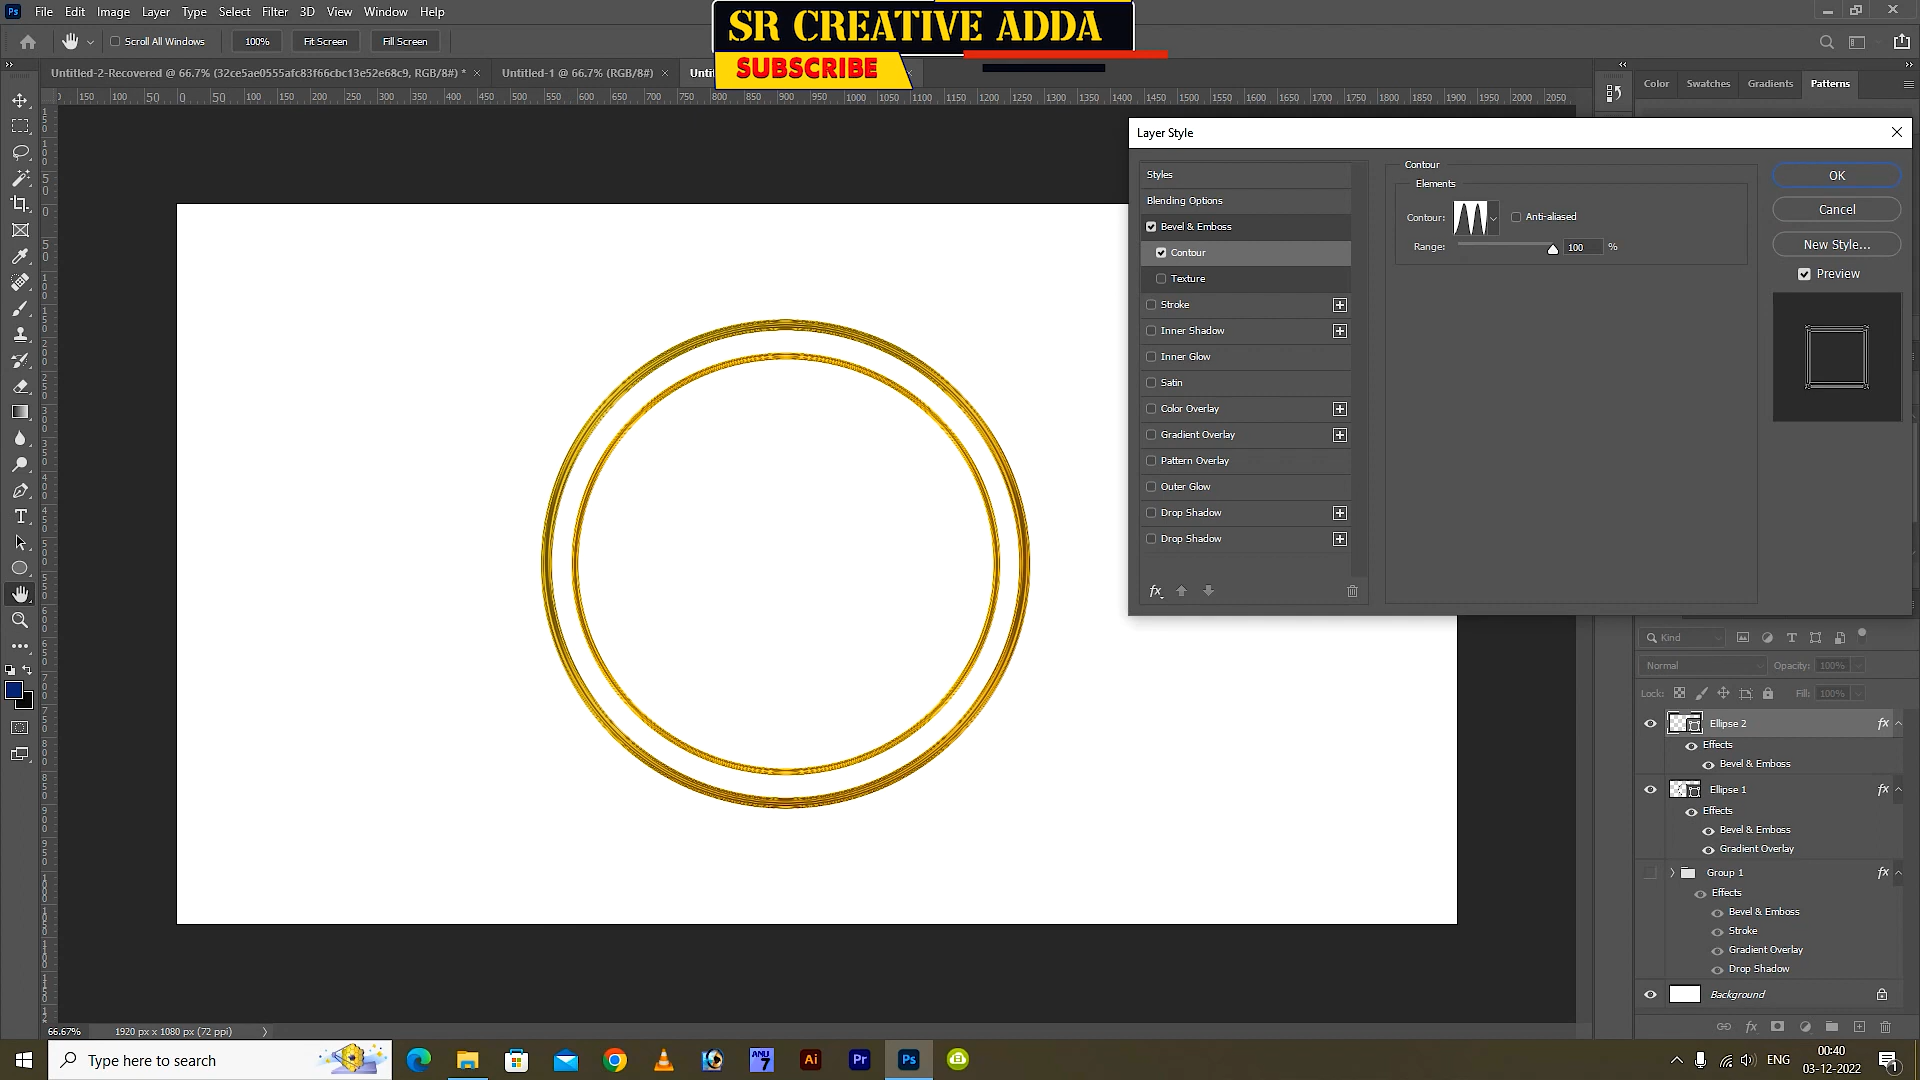 File Edit Image Layer Type Select Filter 3D View Window Help
SR CREATIVE ADDA
SUBSCRIBE
Scroll All Windows 100% Fit Screen Fill Screen
Untitled-2-Recovered @ 66.7% (32ce5ae0555afc83f66cbc13e52e68c9, RGB/8#) * Untitled-1 @ 66.7% (RGB/8#)
Color Swatches Gradients Patterns
Layer Style
Styles
Blending Options
Bevel & Emboss
Contour
Texture
Stroke
Inner Shadow
Inner Glow
Satin
Color Overlay
Gradient Overlay
Pattern Overlay
Outer Glow
Drop Shadow
Drop Shadow
fx
Contour
Elements
Contour: Anti-aliased
Range: 100 %
OK
Cancel
New Style...
Preview
Kind
Normal Opacity: 100%
Lock: Fill: 100%
Ellipse 2 fx
Effects
Bevel & Emboss
Ellipse 1 fx
Effects
Bevel & Emboss
Gradient Overlay
Group 1 fx
Effects
Bevel & Emboss
Stroke
Gradient Overlay
Drop Shadow
Background
66.67% 1920 px x 1080 px (72 ppi)
Type here to search
ENG
00:40
03-12-2022